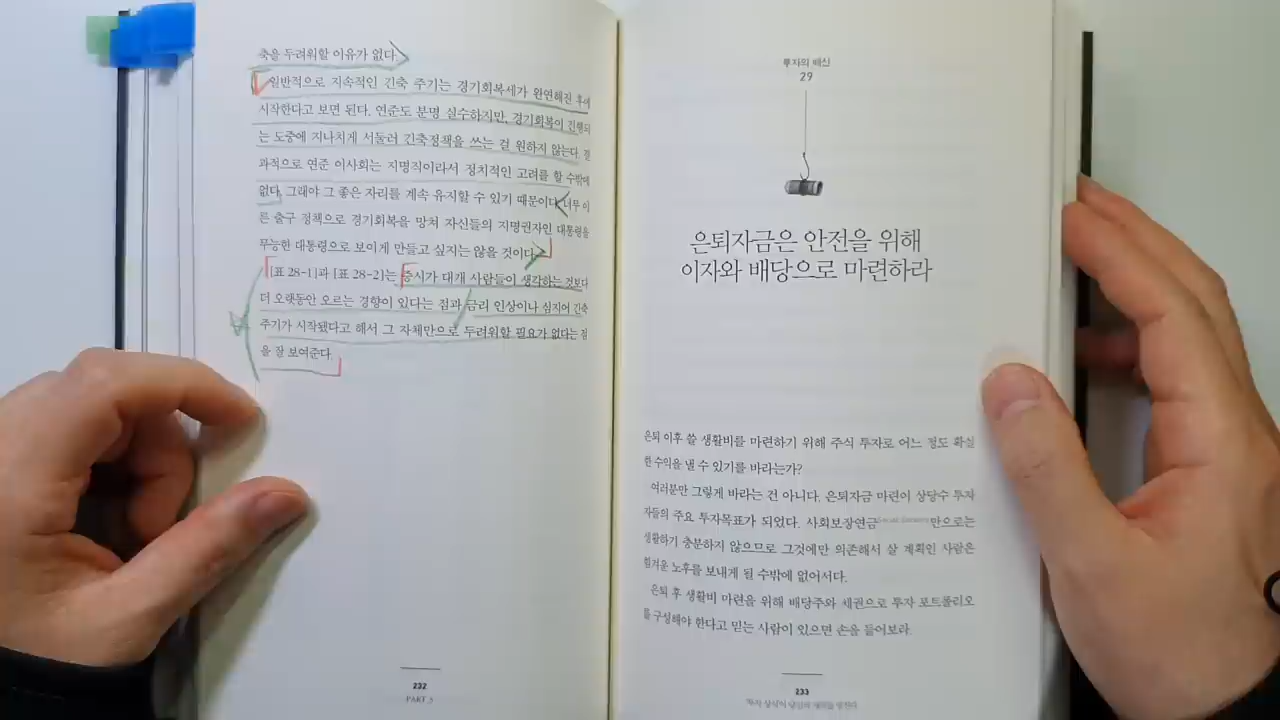 축을 두려워할 이유가 없다.
일반적으로 지속적인 긴축 주기는 경기회복세가 완연해진 후에
시작한다고 보면 된다. 연준도 분명 실수하지만, 경기회복이 진행되
는 도중에 지나치게 서둘러 긴축정책을 쓰는 걸 원하지 않는다. 결
과적으로 연준 이사회는 지명직이라서 정치적인 고려를 할 수밖에
없다. 그래야 그 좋은 자리를 계속 유지할 수 있기 때문이다. 너무 이
른 출구 정책으로 경기회복을 망쳐 자신들의 지명권자인 대통령을
무능한 대통령으로 보이게 만들고 싶지는 않을 것이다.
[표 28-1]과 [표 28-2]는 증시가 대개 사람들이 생각하는 것보다
더 오랫동안 오르는 경향이 있다는 점과 금리 인상이나 심지어 긴축
주기가 시작됐다고 해서 그 자체만으로 두려워할 필요가 없다는 점
을 잘 보여준다.
232
PART 3
투자의 배신
29
은퇴자금은 안전을 위해
이자와 배당으로 마련하라
은퇴 이후 쓸 생활비를 마련하기 위해 주식 투자로 어느 정도 확실
한 수익을 낼 수 있기를 바라는가?
여러분만 그렇게 바라는 건 아니다. 은퇴자금 마련이 상당수 투자
자들의 주요 투자목표가 되었다. 사회보장연금만으로는
생활하기 충분하지 않으므로 그것에만 의존해서 살 계획인 사람은
힘겨운 노후를 보내게 될 수밖에 없어서다.
은퇴 후 생활비 마련을 위해 배당주와 채권으로 투자 포트폴리오
를 구성해야 한다고 믿는 사람이 있으면 손을 들어보라.
233
투자 상식이 당신의